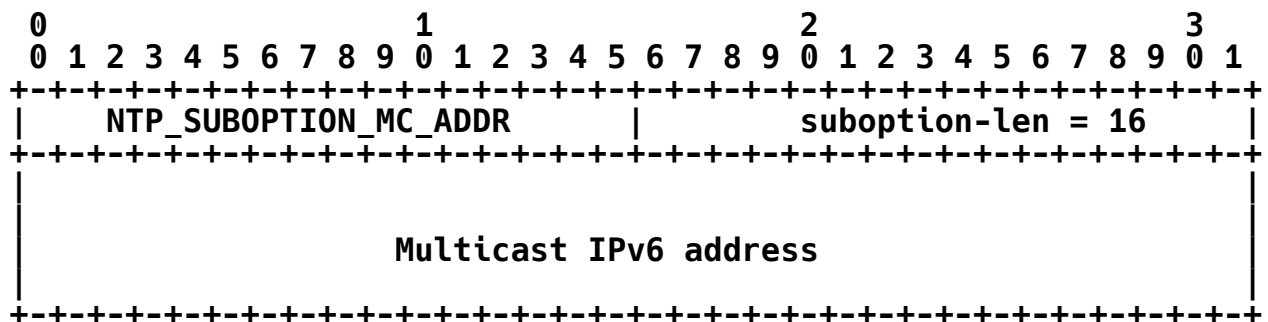 0                   1                   2                   3
 0 1 2 3 4 5 6 7 8 9 0 1 2 3 4 5 6 7 8 9 0 1 2 3 4 5 6 7 8 9 0 1
+-+-+-+-+-+-+-+-+-+-+-+-+-+-+-+-+-+-+-+-+-+-+-+-+-+-+-+-+-+-+-+-+
|    NTP_SUBOPTION_MC_ADDR      |        suboption-len = 16     |
+-+-+-+-+-+-+-+-+-+-+-+-+-+-+-+-+-+-+-+-+-+-+-+-+-+-+-+-+-+-+-+-+
|                                                               |
|                                                               |
|                   Multicast IPv6 address                      |
|                                                               |
+-+-+-+-+-+-+-+-+-+-+-+-+-+-+-+-+-+-+-+-+-+-+-+-+-+-+-+-+-+-+-+-+